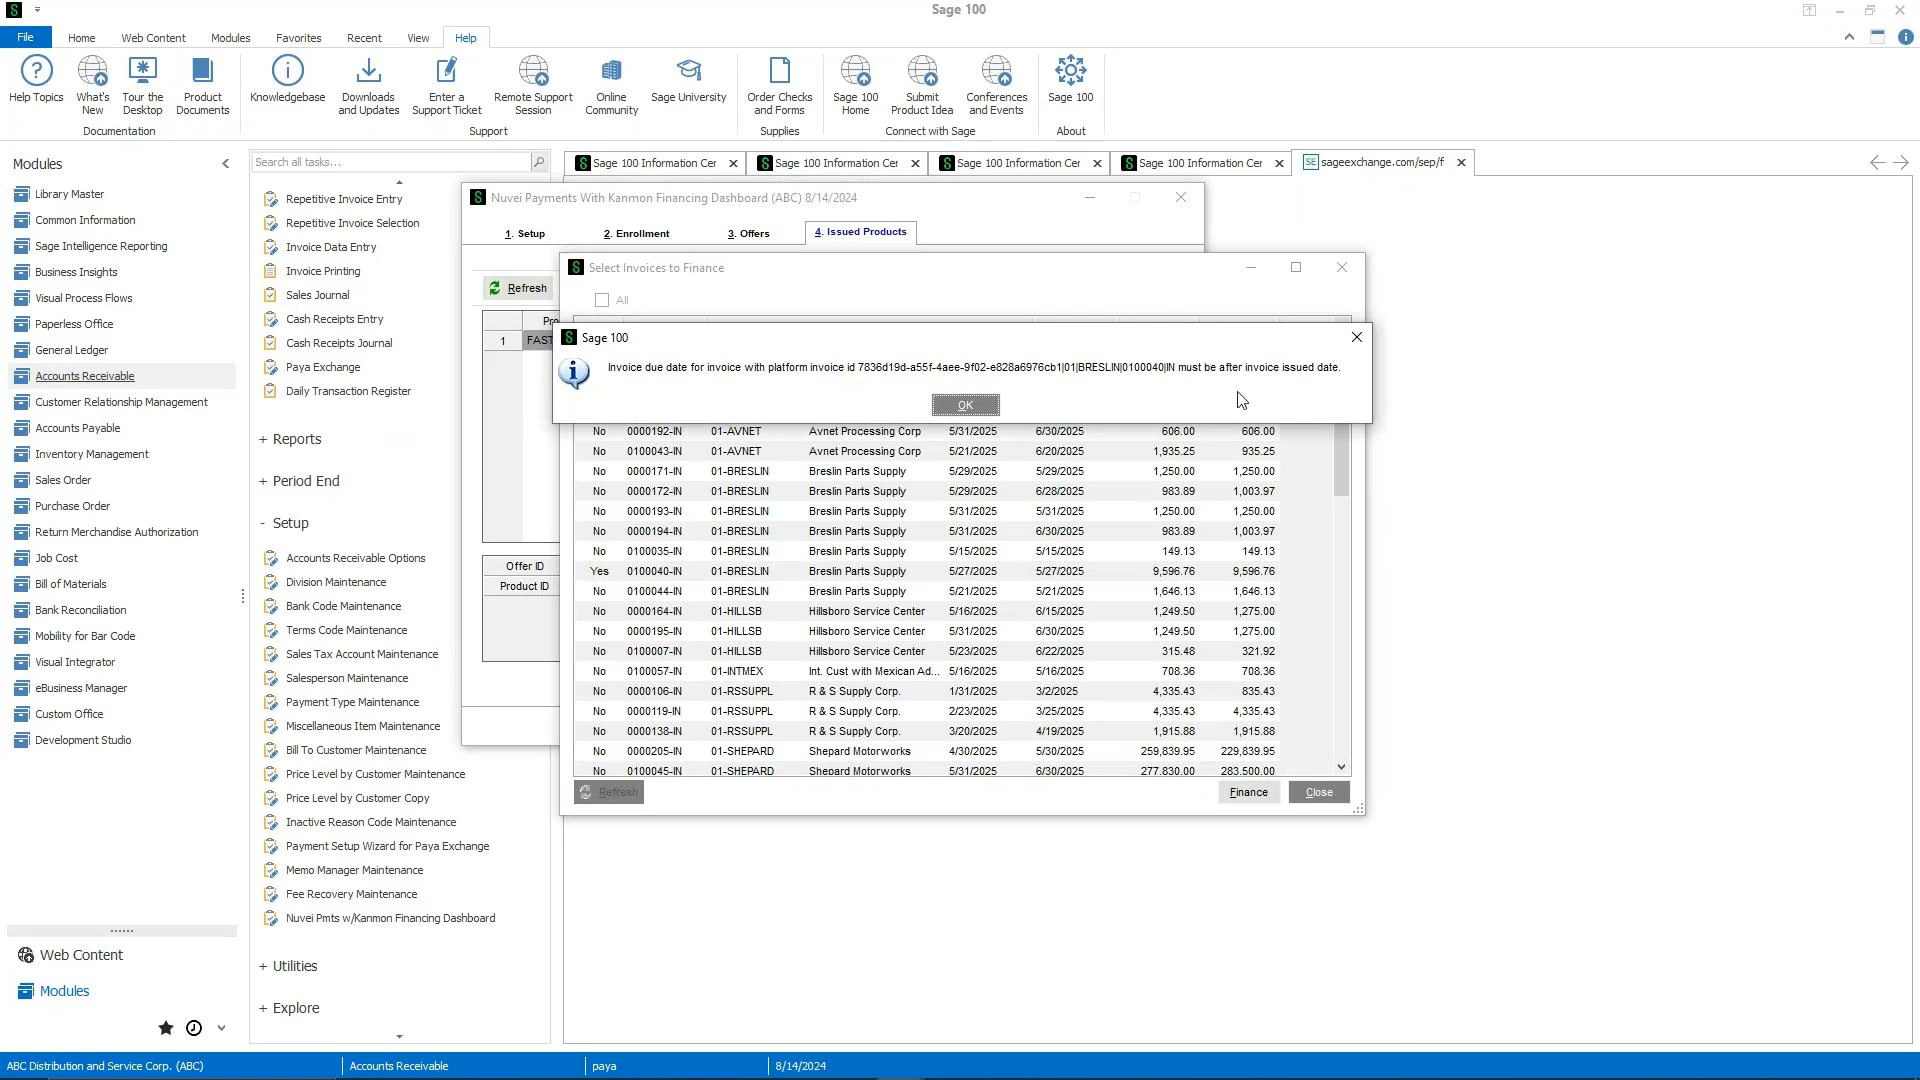 Sage 100
File Home Web Content Modules Favorites Recent View Help
Help Topics
What's New
Tour the Desktop
Product Documents
Documentation
Knowledgebase
Downloads and Updates
Enter a Support Ticket
Remote Support Session
Online Community
Sage University
Support
Order Checks and Forms
Supplies
Sage 100 Home
Submit Product Idea
Conferences and Events
Connect with Sage
Sage 100
About
Modules
Library Master
Common Information
Sage Intelligence Reporting
Business Insights
Visual Process Flows
Paperless Office
General Ledger
Accounts Receivable
Customer Relationship Management
Accounts Payable
Inventory Management
Sales Order
Purchase Order
Return Merchandise Authorization
Job Cost
Bill of Materials
Bank Reconciliation
Mobility for Bar Code
Visual Integrator
eBusiness Manager
Custom Office
Development Studio
Web Content
Modules
Search all tasks...
Repetitive Invoice Entry
Repetitive Invoice Selection
Invoice Data Entry
Invoice Printing
Sales Journal
Cash Receipts Entry
Cash Receipts Journal
Paya Exchange
Daily Transaction Register
+ Reports
+ Period End
- Setup
Accounts Receivable Options
Division Maintenance
Bank Code Maintenance
Terms Code Maintenance
Sales Tax Account Maintenance
Salesperson Maintenance
Payment Type Maintenance
Miscellaneous Item Maintenance
Bill To Customer Maintenance
Price Level by Customer Maintenance
Price Level by Customer Copy
Inactive Reason Code Maintenance
Payment Setup Wizard for Paya Exchange
Memo Manager Maintenance
Fee Recovery Maintenance
Nuvei Pmts w/Kanmon Financing Dashboard
+ Utilities
+ Explore
Sage 100 Information Cer Sage 100 Information Cer Sage 100 Information Cer Sage 100 Information Cer SE sageexchange.com/sep/f
Nuvei Payments With Kanmon Financing Dashboard (ABC) 8/14/2024
1. Setup 2. Enrollment 3. Offers 4. Issued Products
Refresh
Pro
1 FAST
Offer ID
Product ID
Select Invoices to Finance
All
Sage 100
Invoice due date for invoice with platform invoice id 7836d19d-a55f-4aee-9f02-e828a6976cb1|01|BRESLIN|0100040|IN must be after invoice issued date.
OK
No 0000192-IN 01-AVNET Avnet Processing Corp 5/31/2025 6/30/2025 606.00 606.00
No 0100043-IN 01-AVNET Avnet Processing Corp 5/21/2025 6/20/2025 1,935.25 935.25
No 0000171-IN 01-BRESLIN Breslin Parts Supply 5/29/2025 5/29/2025 1,250.00 1,250.00
No 0000172-IN 01-BRESLIN Breslin Parts Supply 5/29/2025 6/28/2025 983.89 1,003.97
No 0000193-IN 01-BRESLIN Breslin Parts Supply 5/31/2025 5/31/2025 1,250.00 1,250.00
No 0000194-IN 01-BRESLIN Breslin Parts Supply 5/31/2025 6/30/2025 983.89 1,003.97
No 0100035-IN 01-BRESLIN Breslin Parts Supply 5/15/2025 5/15/2025 149.13 149.13
Yes 0100040-IN 01-BRESLIN Breslin Parts Supply 5/27/2025 5/27/2025 9,596.76 9,596.76
No 0100044-IN 01-BRESLIN Breslin Parts Supply 5/21/2025 5/21/2025 1,646.13 1,646.13
No 0000164-IN 01-HILLSB Hillsboro Service Center 5/16/2025 6/15/2025 1,249.50 1,275.00
No 0000195-IN 01-HILLSB Hillsboro Service Center 5/31/2025 6/30/2025 1,249.50 1,275.00
No 0100007-IN 01-HILLSB Hillsboro Service Center 5/23/2025 6/22/2025 315.48 321.92
No 0100057-IN 01-INTMEX Int. Cust with Mexican Ad... 5/16/2025 5/16/2025 708.36 708.36
No 0000106-IN 01-RSSUPPL R & S Supply Corp. 1/31/2025 3/2/2025 4,335.43 835.43
No 0000119-IN 01-RSSUPPL R & S Supply Corp. 2/23/2025 3/25/2025 4,335.43 4,335.43
No 0000138-IN 01-RSSUPPL R & S Supply Corp. 3/20/2025 4/19/2025 1,915.88 1,915.88
No 0000205-IN 01-SHEPARD Shepard Motorworks 4/30/2025 5/30/2025 259,839.95 229,839.95
No 0100045-IN 01-SHEPARD Shepard Motorworks 5/31/2025 6/30/2025 277,830.00 283,500.00
Refresh Finance Close
ABC Distribution and Service Corp. (ABC) Accounts Receivable paya 8/14/2024